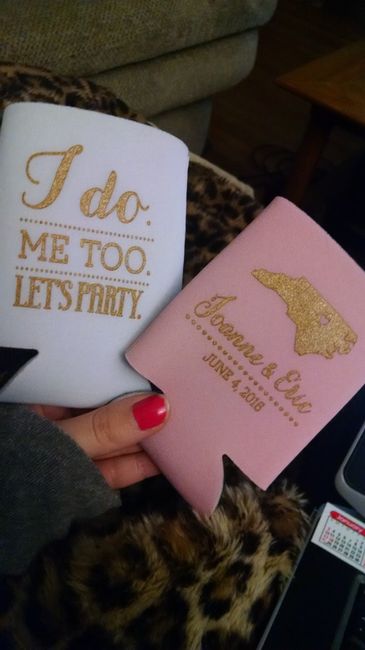 I do.
ME TOO.
LET'S PARTY.
Joanne & Eric
JUNE 4, 2016